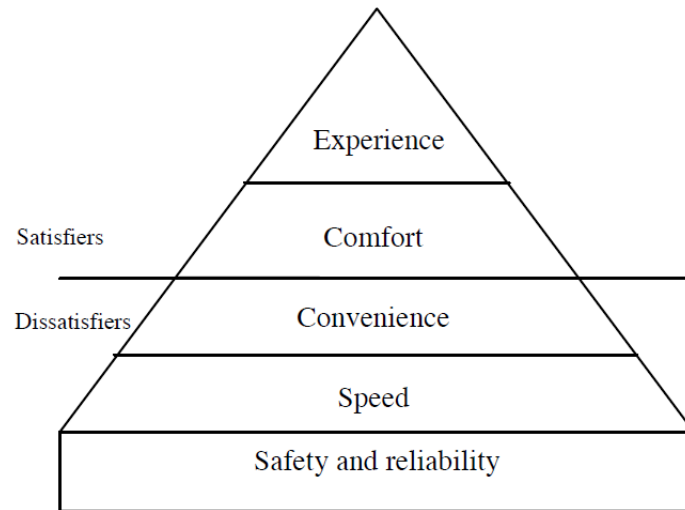 Experience
Satisfiers
Comfort
Dissatisfiers
Convenience
Speed
Safety and reliability